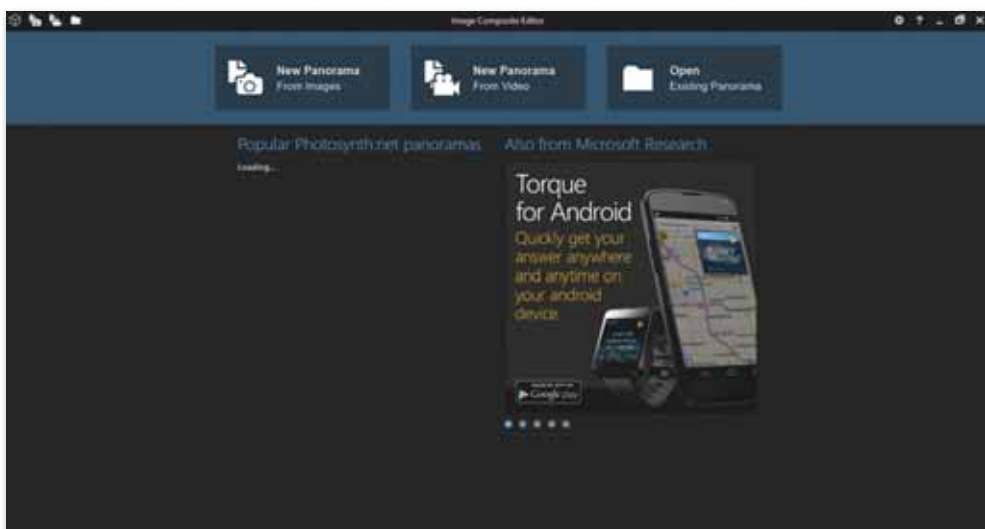 Image Composite Editor
?
New Panorama
From Images
New Panorama
From Video
Open
Existing Panorama
Popular Photosynth.net panoramas
Loading...
Also from Microsoft Research
Torque
for Android
Quickly get your
answer anywhere
and anytime on
your android
device
Google